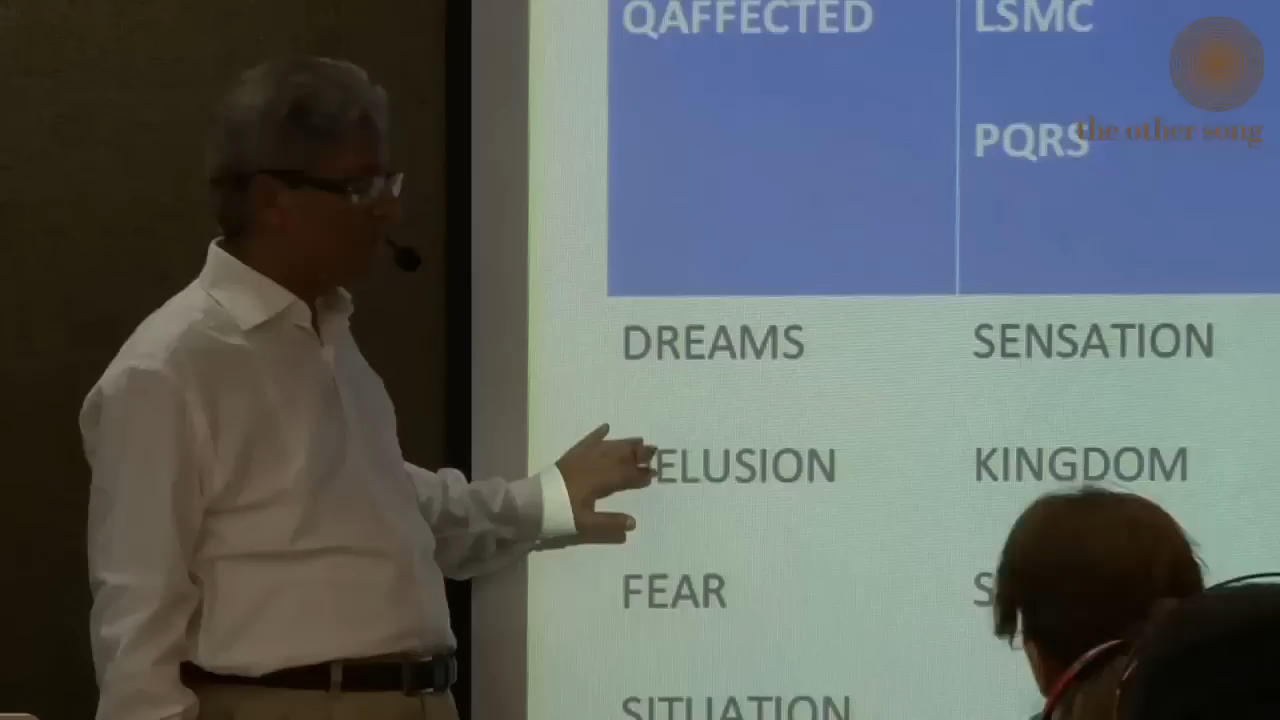 QAFFECTED LSMC
PQRS
the other song
DREAMS SENSATION
ELUSION KINGDOM
FEAR S
SITUATION